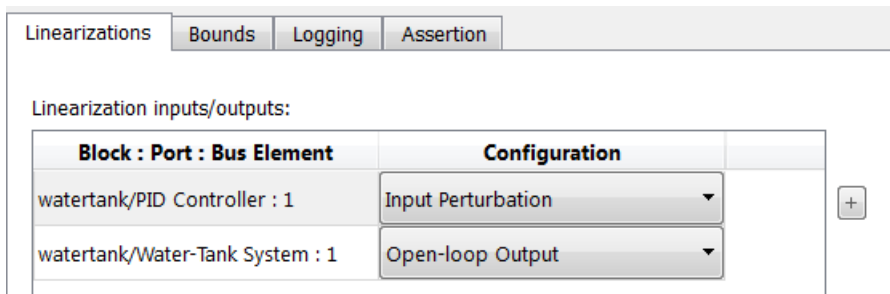 Linearizations Bounds Logging Assertion
Linearization inputs/outputs:
Block : Port : Bus Element Configuration
watertank/PID Controller : 1 Input Perturbation +
watertank/Water-Tank System : 1 Open-loop Output